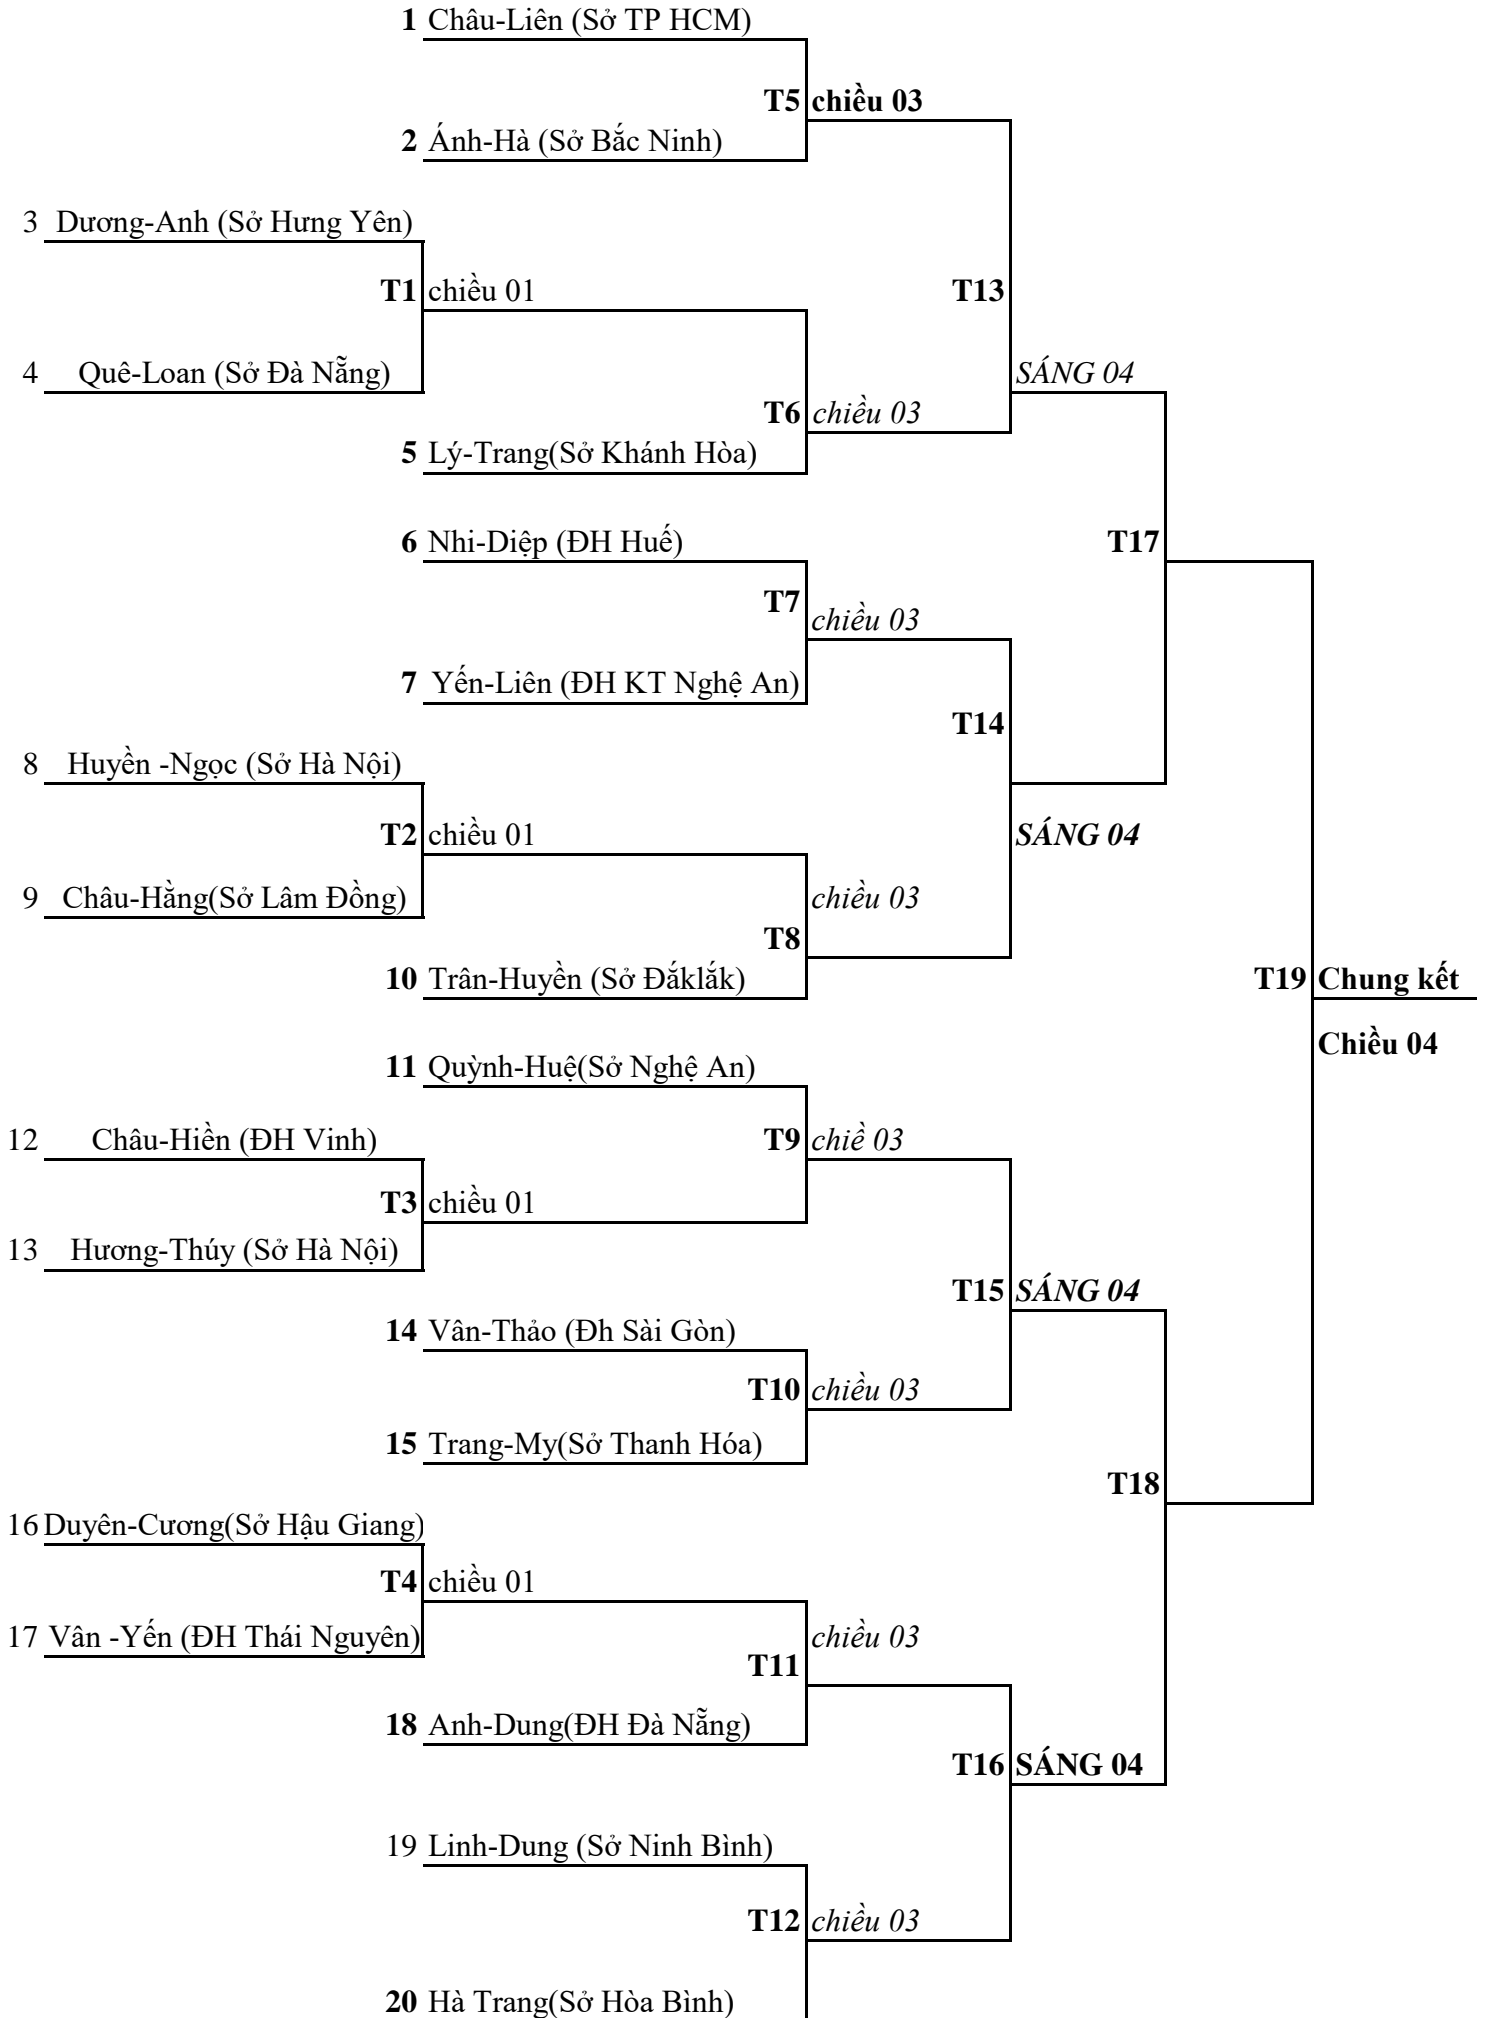 1 Châu-Liên (Sở TP HCM)
T5 chiều 03
2 Ánh-Hà (Sở Bắc Ninh)
3 Dương-Anh (Sở Hưng Yên)
T1 chiều 01 T13
4 Quê-Loan (Sở Đà Nẵng) SÁNG 04
T6 chiều 03
5 Lý-Trang(Sở Khánh Hòa)
6 Nhi-Diệp (ĐH Huế) T17
T7
chiều 03
7 Yến-Liên (ĐH KT Nghệ An)
T14
8 Huyền -Ngọc (Sở Hà Nội)
T2 chiều 01 SÁNG 04
9 Châu-Hằng(Sở Lâm Đồng) chiều 03
T8
10 Trân-Huyền (Sở Đắklắk) T19 Chung kết
Chiều 04
11 Quỳnh-Huệ(Sở Nghệ An)
12 Châu-Hiền (ĐH Vinh) T9 chiề 03
T3 chiều 01
13 Hương-Thúy (Sở Hà Nội)
T15 SÁNG 04
14 Vân-Thảo (Đh Sài Gòn)
T10 chiều 03
15 Trang-My(Sở Thanh Hóa)
T18
16 Duyên-Cương(Sở Hậu Giang)
T4 chiều 01
17 Vân -Yến (ĐH Thái Nguyên) chiều 03
T11
18 Anh-Dung(ĐH Đà Nẵng)
T16 SÁNG 04
19 Linh-Dung (Sở Ninh Bình)
T12 chiều 03
20 Hà Trang(Sở Hòa Bình)